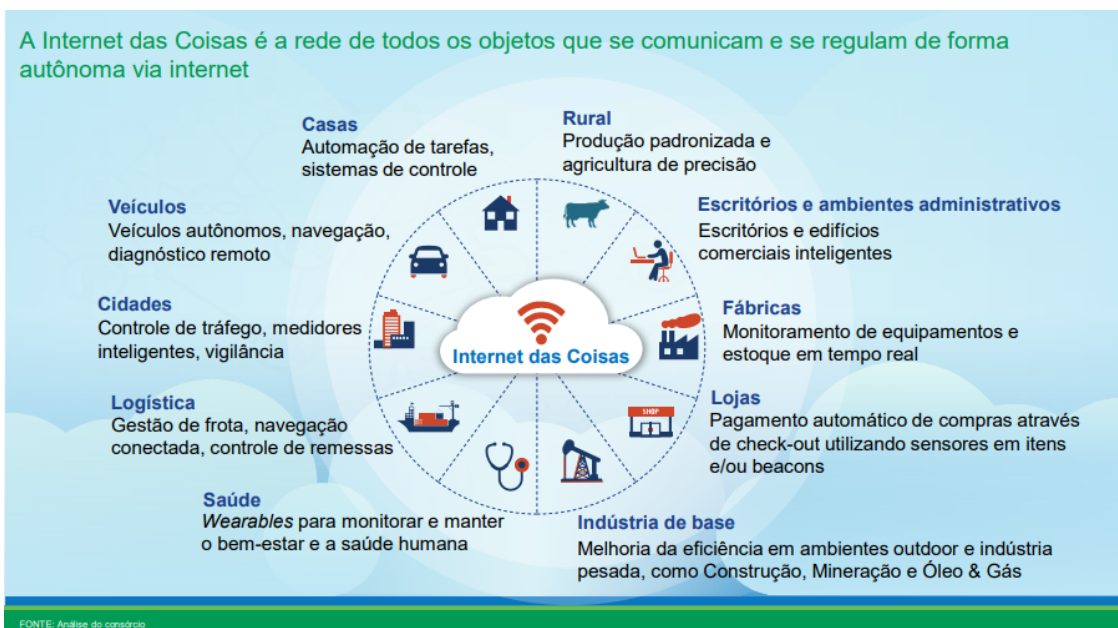 A Internet das Coisas é a rede de todos os objetos que se comunicam e se regulam de forma
autônoma via internet
Casas
Automação de tarefas,
sistemas de controle
Rural
Produção padronizada e
agricultura de precisão
Veículos
Veículos autônomos, navegação,
diagnóstico remoto
Escritórios e ambientes administrativos
Escritórios e edifícios
comerciais inteligentes
Cidades
Controle de tráfego, medidores
inteligentes, vigilância
Internet das Coisas
Fábricas
Monitoramento de equipamentos e
estoque em tempo real
Logística
Gestão de frota, navegação
conectada, controle de remessas
SHOP
Lojas
Pagamento automático de compras através
de check-out utilizando sensores em itens
e/ou beacons
Saúde
Wearables para monitorar e manter
o bem-estar e a saúde humana
Indústria de base
Melhoria da eficiência em ambientes outdoor e indústria
pesada, como Construção, Mineração e Óleo & Gás
FONTE: Análise do consórcio